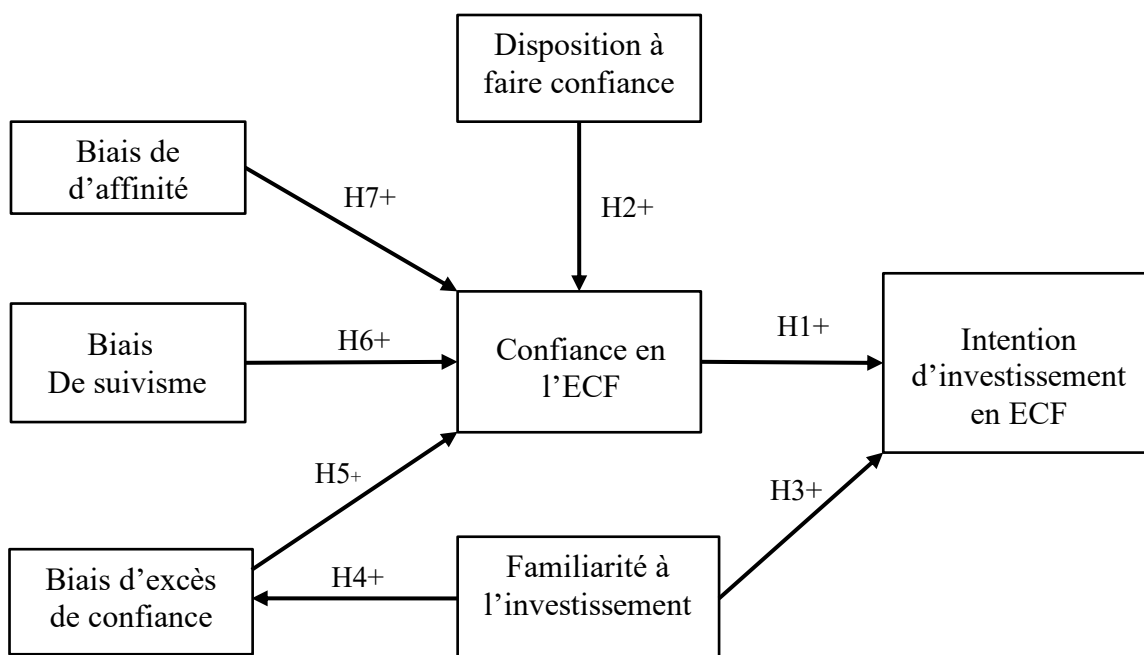 Disposition à
faire confiance
Biais de
d’affinité
H7+
H2+
Biais
De suivisme
H6+
Confiance en
l’ECF
H1+
Intention
d’investissement
en ECF
H5+
H3+
Biais d’excès
de confiance
H4+
Familiarité à
l’investissement